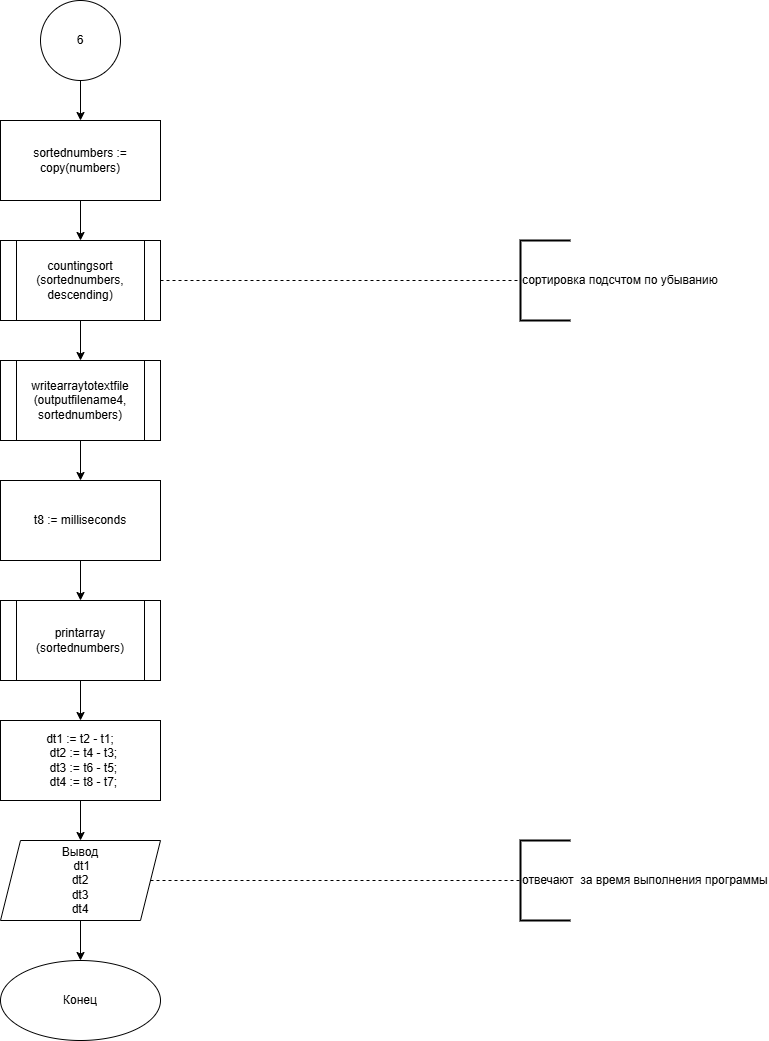 6
sortednumbers :=
copy(numbers)
countingsort
(sortednumbers,
descending)
сортировка подсчтом по убыванию
writearraytotextfile
(outputfilename4,
sortednumbers)
t8 := milliseconds
printarray
(sortednumbers)
dt1 := t2 - t1;
dt2 := t4 - t3;
dt3 := t6 - t5;
dt4 := t8 - t7;
Вывод
dt1
dt2
dt3
dt4
отвечают  за время выполнения программы
Конец